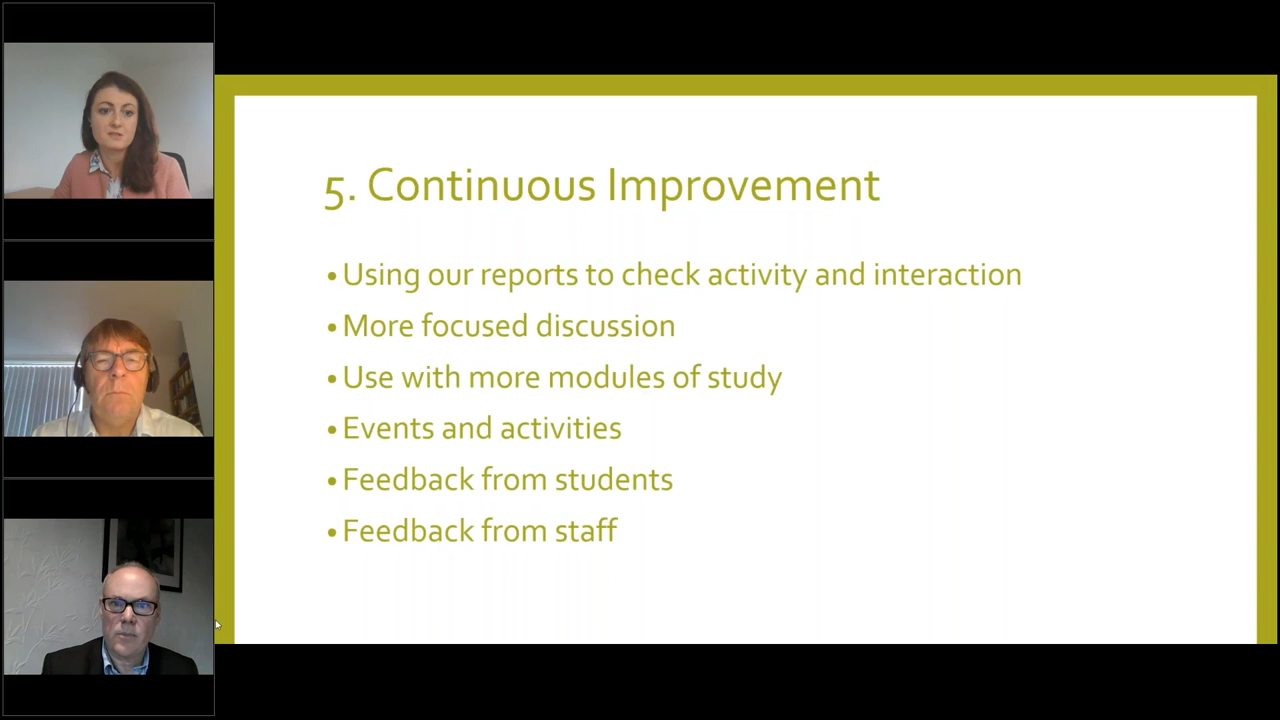 5. Continuous Improvement
•Using our reports to check activity and interaction
•More focused discussion
•Use with more modules of study
•Events and activities
•Feedback from students
•Feedback from staff